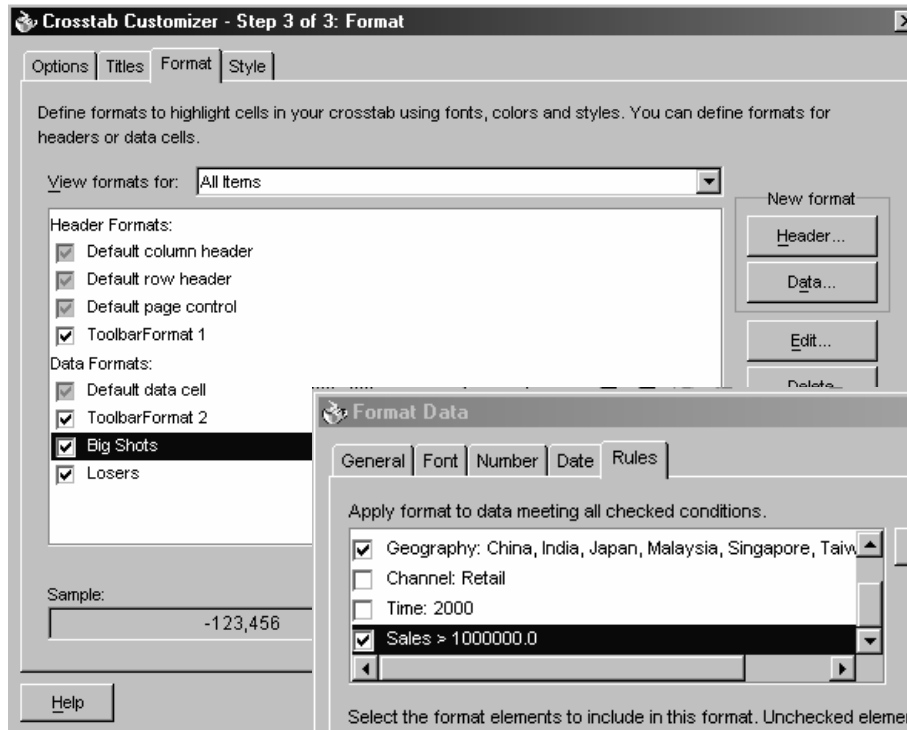 Crosstab Customizer - Step 3 of 3: Format
Options Titles Format Style
Define formats to highlight cells in your crosstab using fonts, colors and styles. You can define formats for
headers or data cells.
View formats for: All Items
New format
Header Formats:
Header...
Default column header
Default row header
Data...
Default page control
ToolbarFormat 1
Edit...
Data Formats:
Default data cell
Delete
ToolbarFormat 2
Format Data
Big Shots
General Font Number Date Rules
Losers
Apply format to data meeting all checked conditions.
Geography: China, India, Japan, Malaysia, Singapore, Taiw
Channel: Retail
Time: 2000
Sample:
-123,456
Sales > 1000000.0
Help
Select the format elements to include in this format. Unchecked eleme